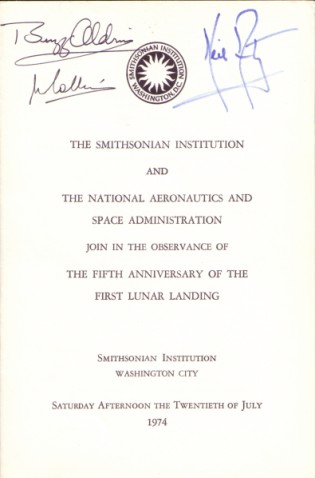 Buzz Aldrin
M Collins
SMITHSONIAN INSTITUTION
WASHINGTON, D.C.
THE SMITHSONIAN INSTITUTION
AND
THE NATIONAL AERONAUTICS AND
SPACE ADMINISTRATION
JOIN IN THE OBSERVANCE OF
THE FIFTH ANNIVERSARY OF THE
FIRST LUNAR LANDING
SMITHSONIAN INSTITUTION
WASHINGTON CITY
SATURDAY AFTERNOON THE TWENTIETH OF JULY
1974